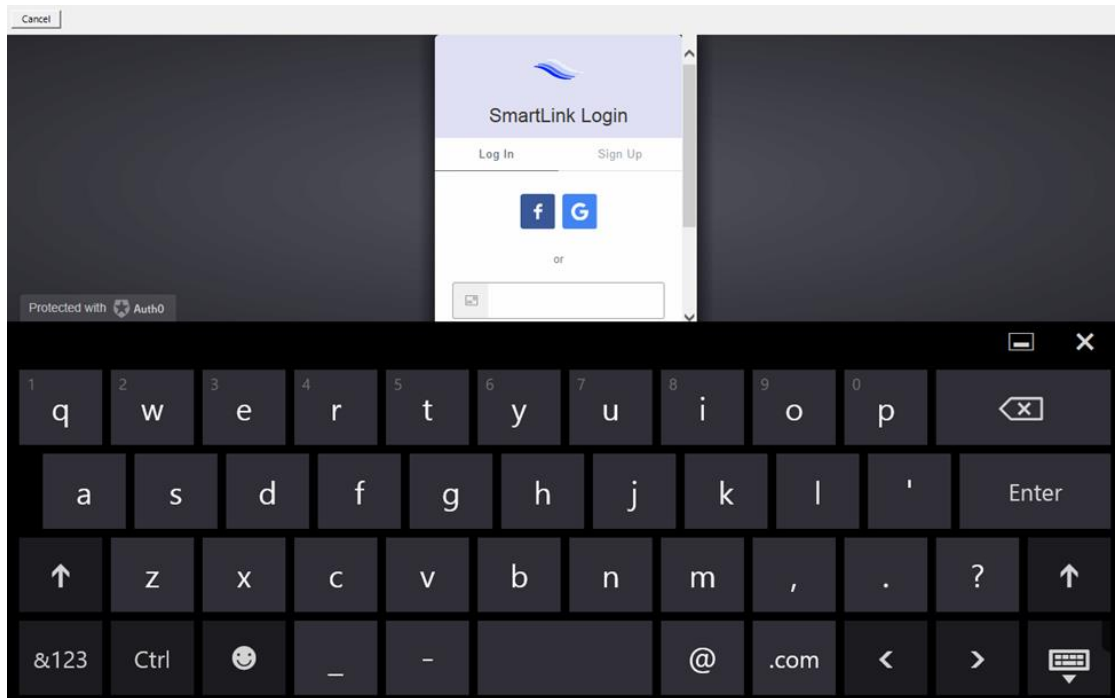 Cancel
SmartLink Login
Log In Sign Up
f G
or
Protected with Auth0
1 2 3 4 5 6 7 8 9 0
q w e r t y u i o p
a s d f g h j k l ' Enter
z x c v b n m , . ?
&123 Ctrl _ - @ .com < >